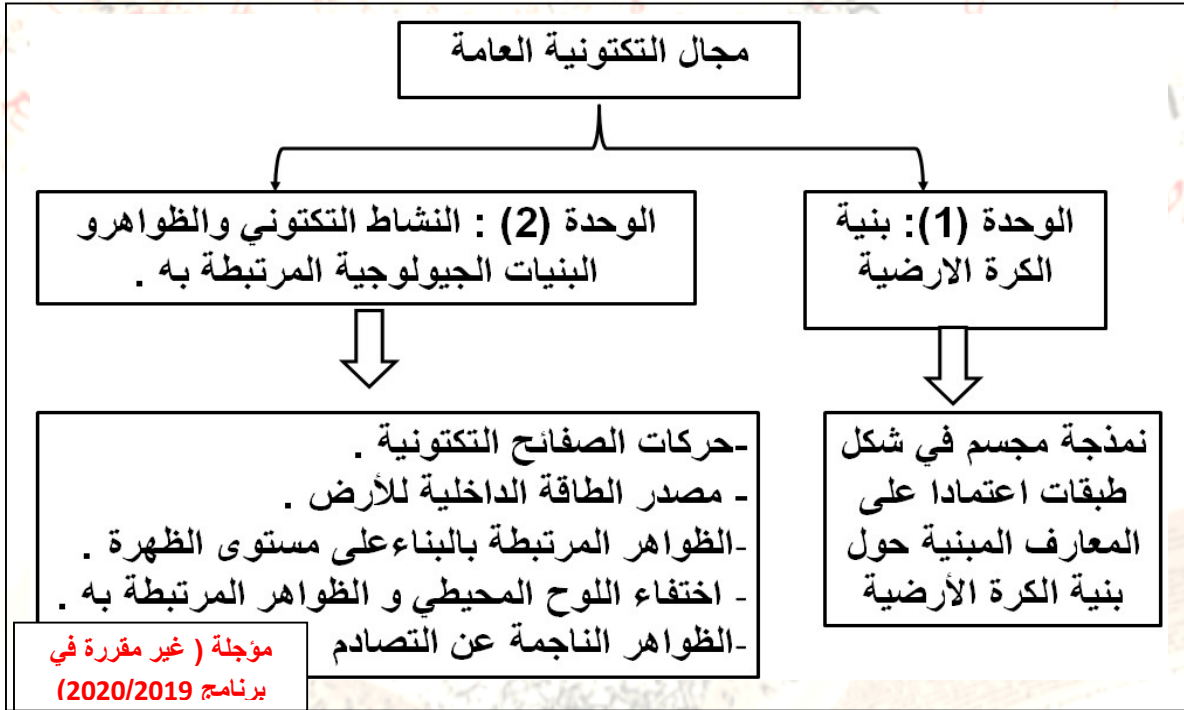 مجال التكتونية العامة
الوحدة (1): بنية
الكرة الارضية
الوحدة (2) : النشاط التكتوني والظواهرو
البنيات الجيولوجية المرتبطة به .
نمذجة مجسم في شكل
طبقات اعتمادا على
المعارف المبنية حول
بنية الكرة الأرضية
-حركات الصفائح التكتونية .
- مصدر الطاقة الداخلية للأرض .
-الظواهر المرتبطة بالبناءعلى مستوى الظهرة .
- اختفاء اللوح المحيطي و الظواهر المرتبطة به .
-الظواهر الناجمة عن التصادم
مؤجلة ( غير مقررة في
برنامج 2020/2019)